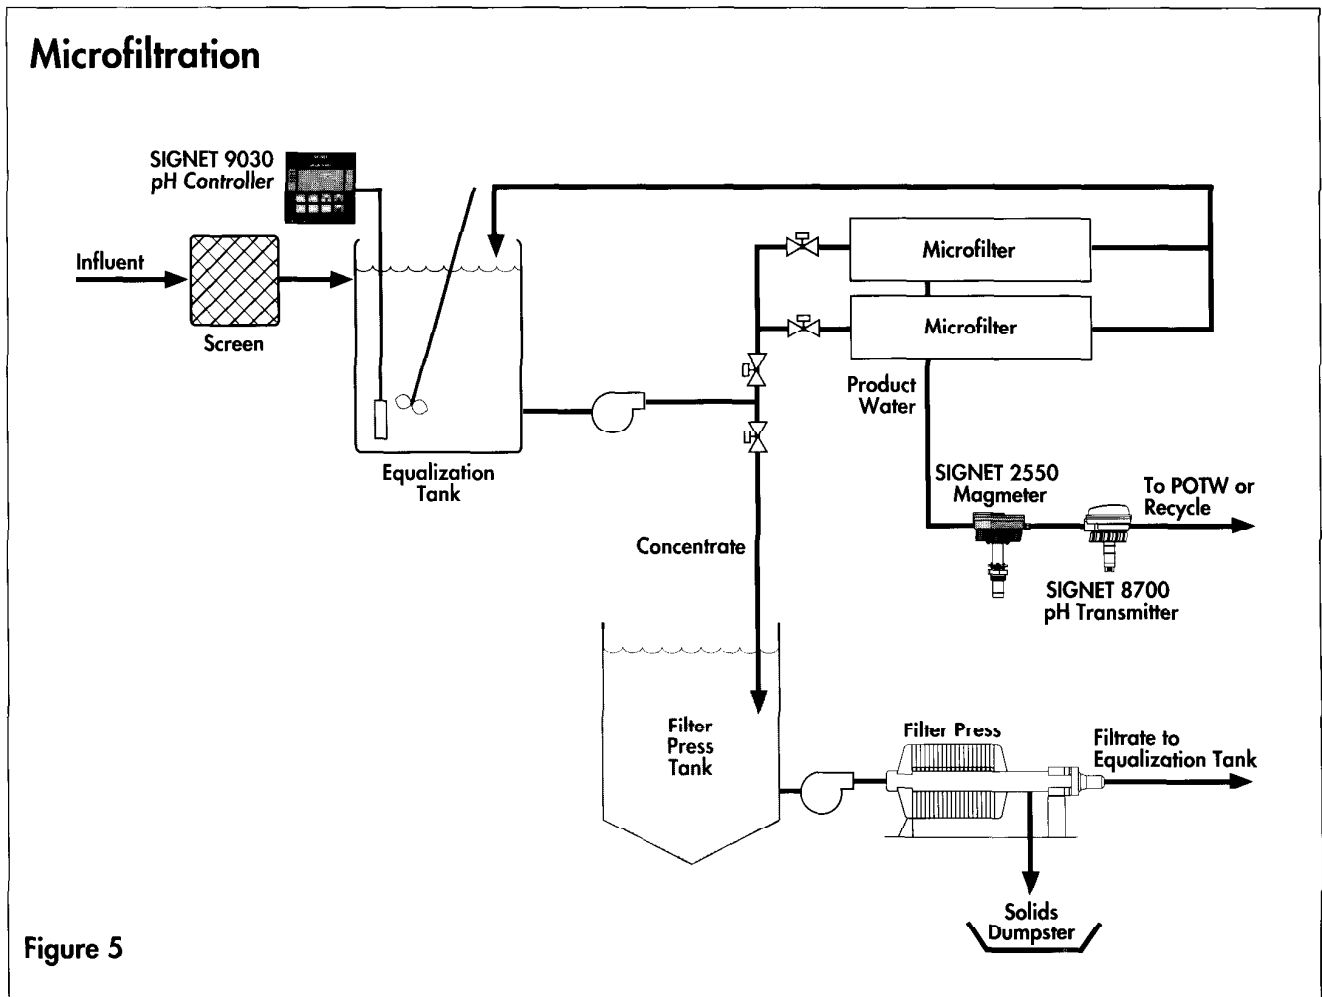 Microfiltration
SIGNET 9030
pH Controller
Influent
Screen
Equalization
Tank
Microfilter
Microfilter
Product
Water
SIGNET 2550
Magmeter
To POTW or
Recycle
SIGNET 8700
pH Transmitter
Concentrate
Filter
Press
Tank
Filter Press
Filtrate to
Equalization Tank
Solids
Dumpster
Figure 5